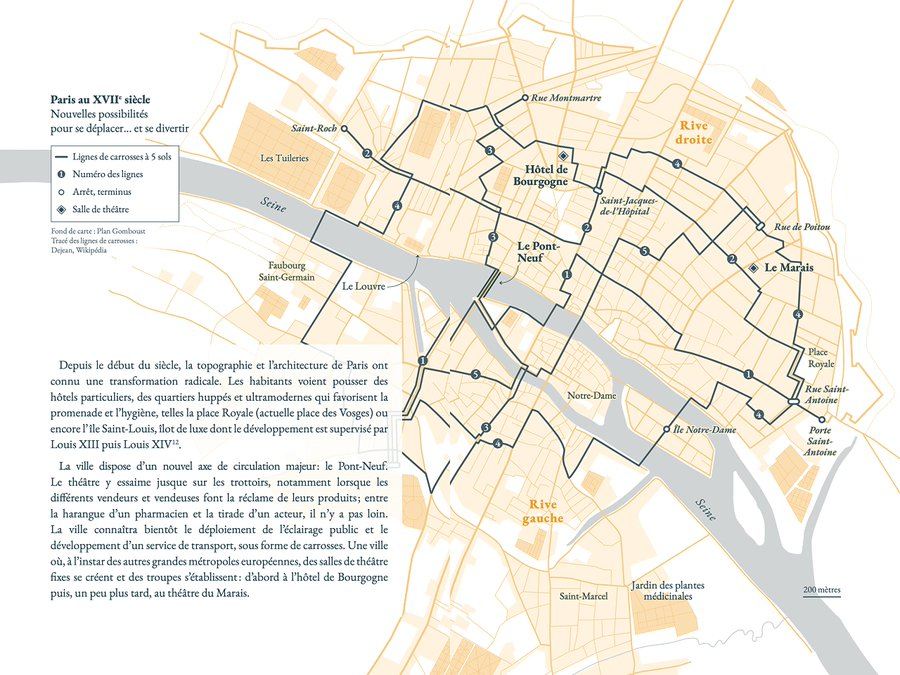 Paris au XVIIe siècle
Nouvelles possibilités
pour se déplacer... et se divertir
Lignes de carrosses à 5 sols
1 Numéro des lignes
Arrêt, terminus
Salle de théâtre
Fond de carte : Plan Gomboust
Tracé des lignes de carrosses :
Dejean, Wikipédia
Saint-Roch
Rue Montmartre
Rive
droite
Les Tuileries
2
3
4
Hôtel de
Bourgogne
Saint-Jacques-
de-l'Hôpital
Rue de Poitou
Seine
4
3
2
5
2
Le Pont-
Neuf
1
Le Marais
Faubourg
Saint-Germain
Le Louvre
4
Place
Royale
1
5
1
Notre-Dame
Rue Saint-
Antoine
4
3
4
Île Notre-Dame
Porte
Saint-
Antoine
Rive
gauche
Seine
Saint-Marcel
Jardin des plantes
médicinales
200 mètres
Depuis le début du siècle, la topographie et l'architecture de Paris ont
connu une transformation radicale. Les habitants voient pousser des
hôtels particuliers, des quartiers huppés et ultramodernes qui favorisent la
promenade et l'hygiène, telles la place Royale (actuelle place des Vosges) ou
encore l'île Saint-Louis, îlot de luxe dont le développement est supervisé par
Louis XIII puis Louis XIV12.
La ville dispose d'un nouvel axe de circulation majeur : le Pont-Neuf.
Le théâtre y essaime jusque sur les trottoirs, notamment lorsque les
différents vendeurs et vendeuses font la réclame de leurs produits ; entre
la harangue d'un pharmacien et la tirade d'un acteur, il n'y a pas loin.
La ville connaîtra bientôt le déploiement de l'éclairage public et le
développement d'un service de transport, sous forme de carrosses. Une ville
où, à l'instar des autres grandes métropoles européennes, des salles de théâtre
fixes se créent et des troupes s'établissent : d'abord à l'hôtel de Bourgogne
puis, un peu plus tard, au théâtre du Marais.